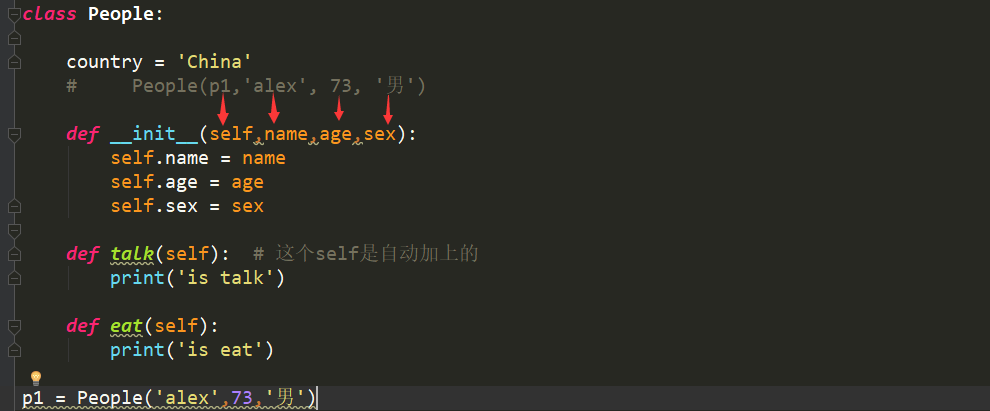 class People:
    country = 'China'
    #     People(p1,'alex', 73, '男')
    def __init__(self,name,age,sex):
        self.name = name
        self.age = age
        self.sex = sex
    def talk(self):  # 这个self是自动加上的
        print('is talk')
    def eat(self):
        print('is eat')
p1 = People('alex',73,'男')